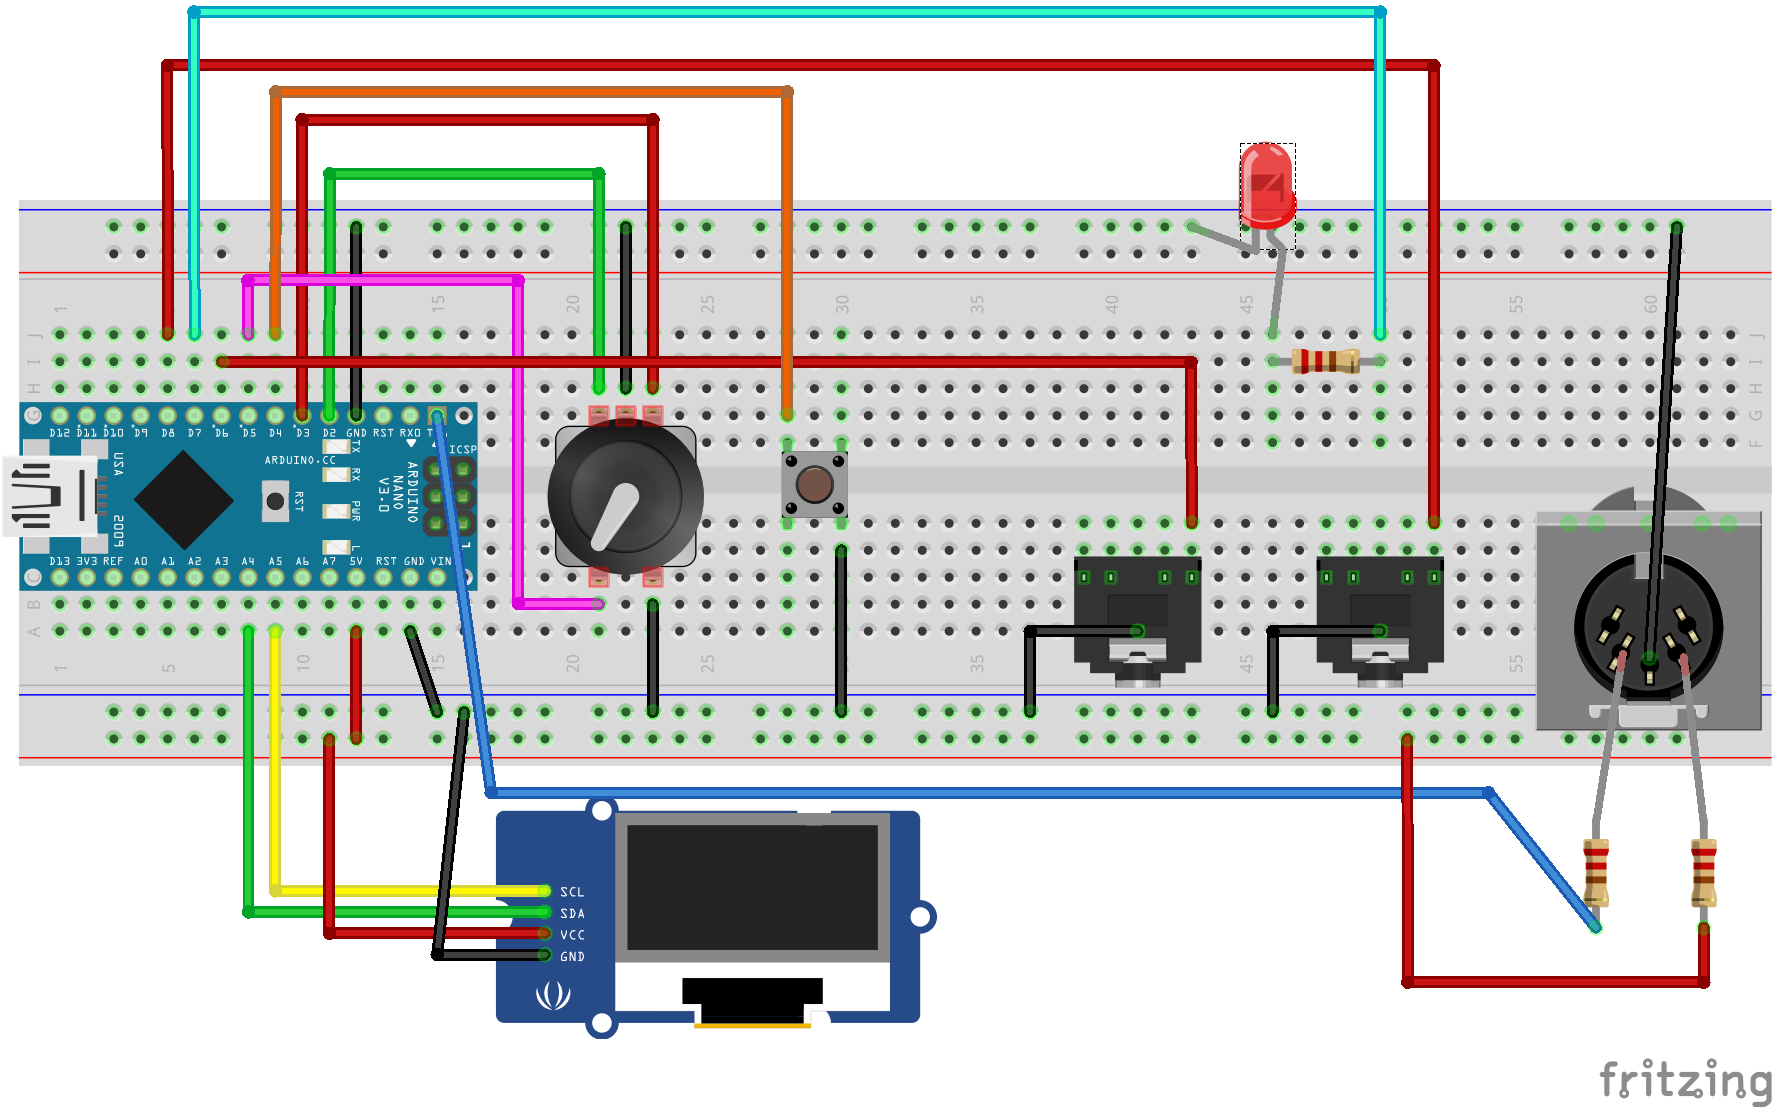 1 15 20 25 30 35 40 45 55 60
J J
I I
H H
G G
F
D12 D11 D10 D9 D8 D7 D6 D5 D4 D3 D2 GND RST RX0 T
ICSP
TX
RX
PWR
L
ARDUINO.CC
ARDUINO
NANO
V3.0
USA
2009
RST
1
D13 3V3 REF A0 A1 A2 A3 A4 A5 A6 A7 5V RST GND VIN
C
B
A
1 5 10 15 20 25 35 45 55
SCL
SDA
VCC
GND
fritzing